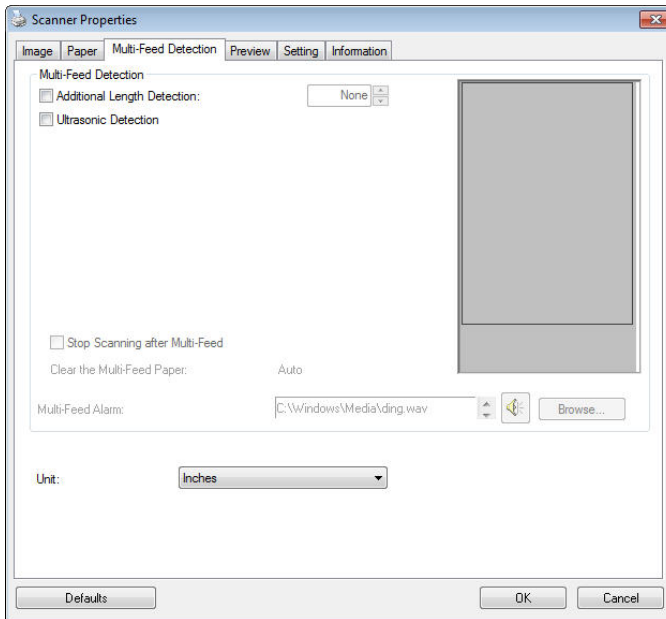 Scanner Properties
Image Paper Multi-Feed Detection Preview Setting Information
Multi-Feed Detection
Additional Length Detection: None
Ultrasonic Detection
Stop Scanning after Multi-Feed
Clear the Multi-Feed Paper: Auto
Multi-Feed Alarm: C:\Windows\Media\ding.wav Browse...
Unit: Inches
Defaults OK Cancel